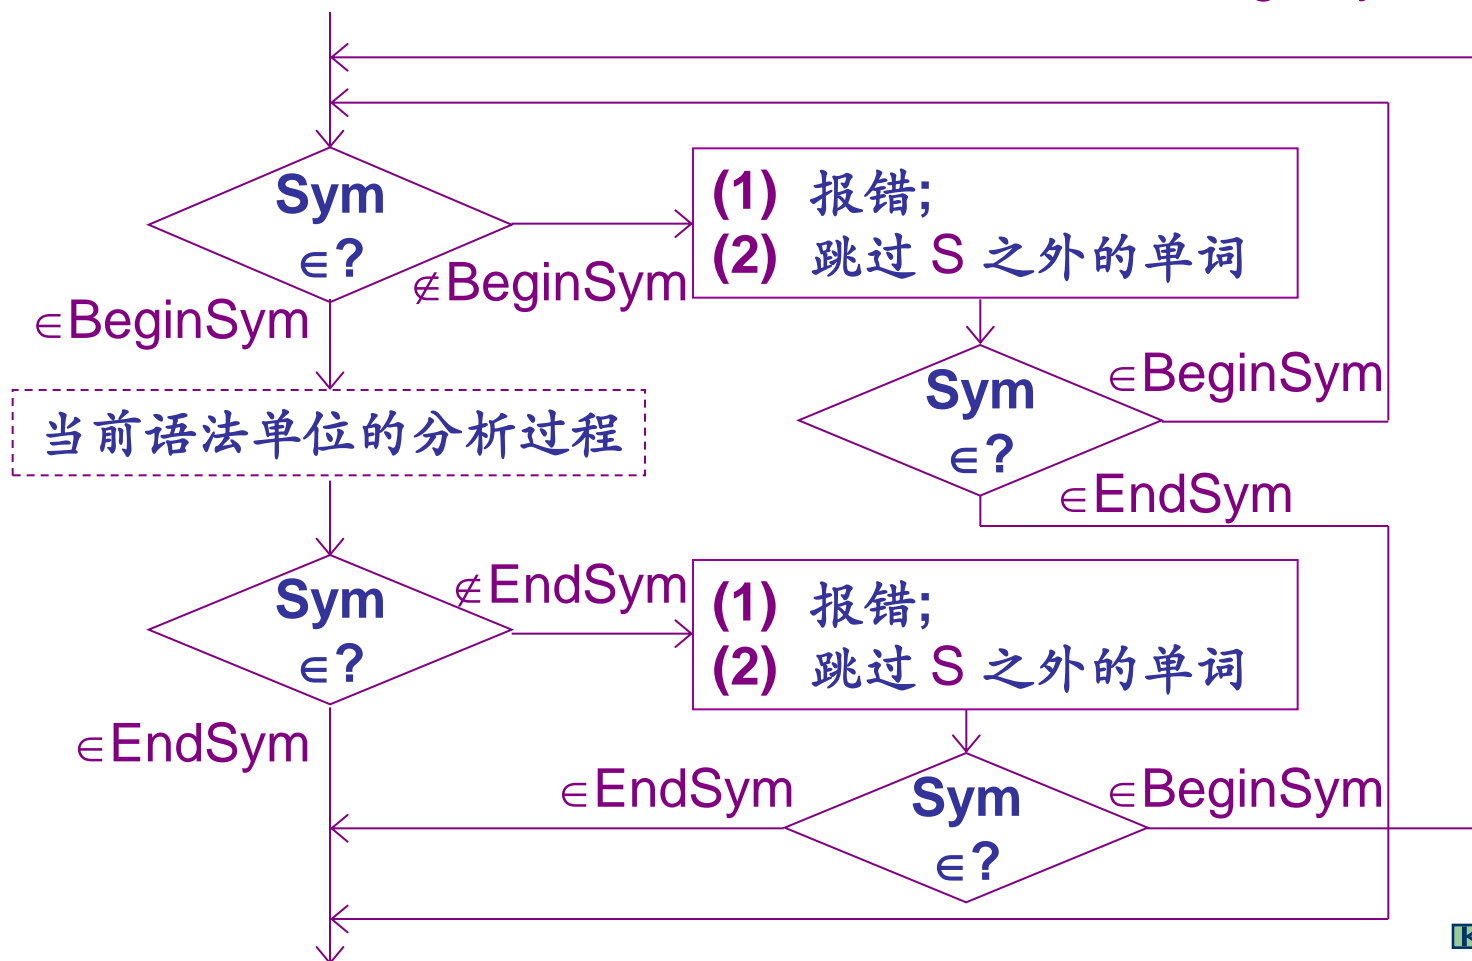 Sym
∈?
(1) 报错;
(2) 跳过 S 之外的单词
∉BeginSym
∈BeginSym
Sym
∈?
∈BeginSym
当前语法单位的分析过程
∈EndSym
Sym
∈?
∉EndSym
(1) 报错;
(2) 跳过 S 之外的单词
∈EndSym
∈EndSym
Sym
∈?
∈BeginSym